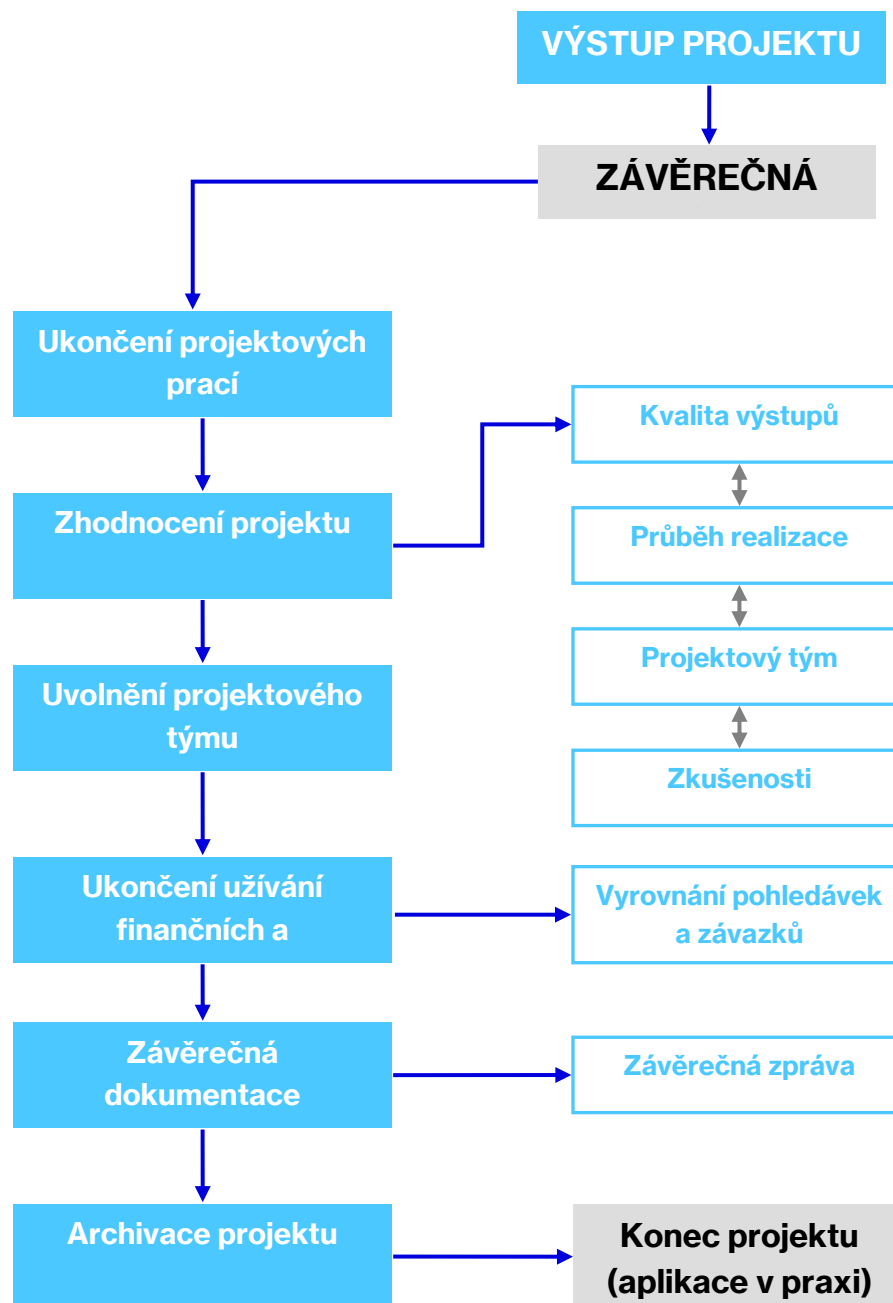 VÝSTUP PROJEKTU
ZÁVĚREČNÁ
Ukončení projektových
prací
Zhodnocení projektu
Kvalita výstupů
Průběh realizace
Projektový tým
Zkušenosti
Uvolnění projektového
týmu
Ukončení užívání
finančních a
Vyrovnání pohledávek
a závazků
Závěrečná
dokumentace
Závěrečná zpráva
Archivace projektu
Konec projektu
(aplikace v praxi)